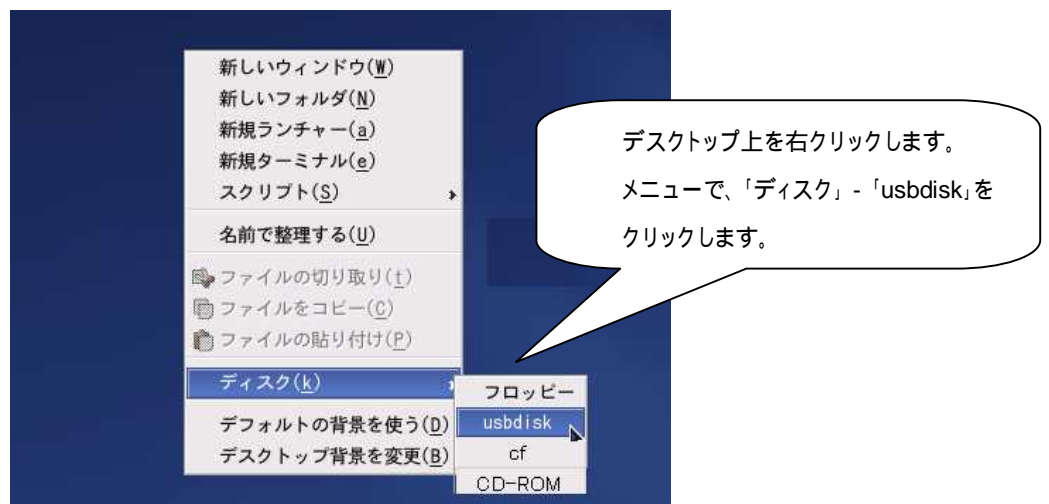 新しいウィンドウ(W)
新しいフォルダ(N)
新規ランチャー(a)
新規ターミナル(e)
スクリプト(S)
名前で整理する(U)
ファイルの切り取り(t)
ファイルをコピー(C)
ファイルの貼り付け(P)
ディスク(k)
デフォルトの背景を使う(D)
デスクトップ背景を変更(B)
フロッピー
usbdisk
cf
CD-ROM
デスクトップ上を右クリックします。
メニューで、「ディスク」-「usbdisk」を
クリックします。